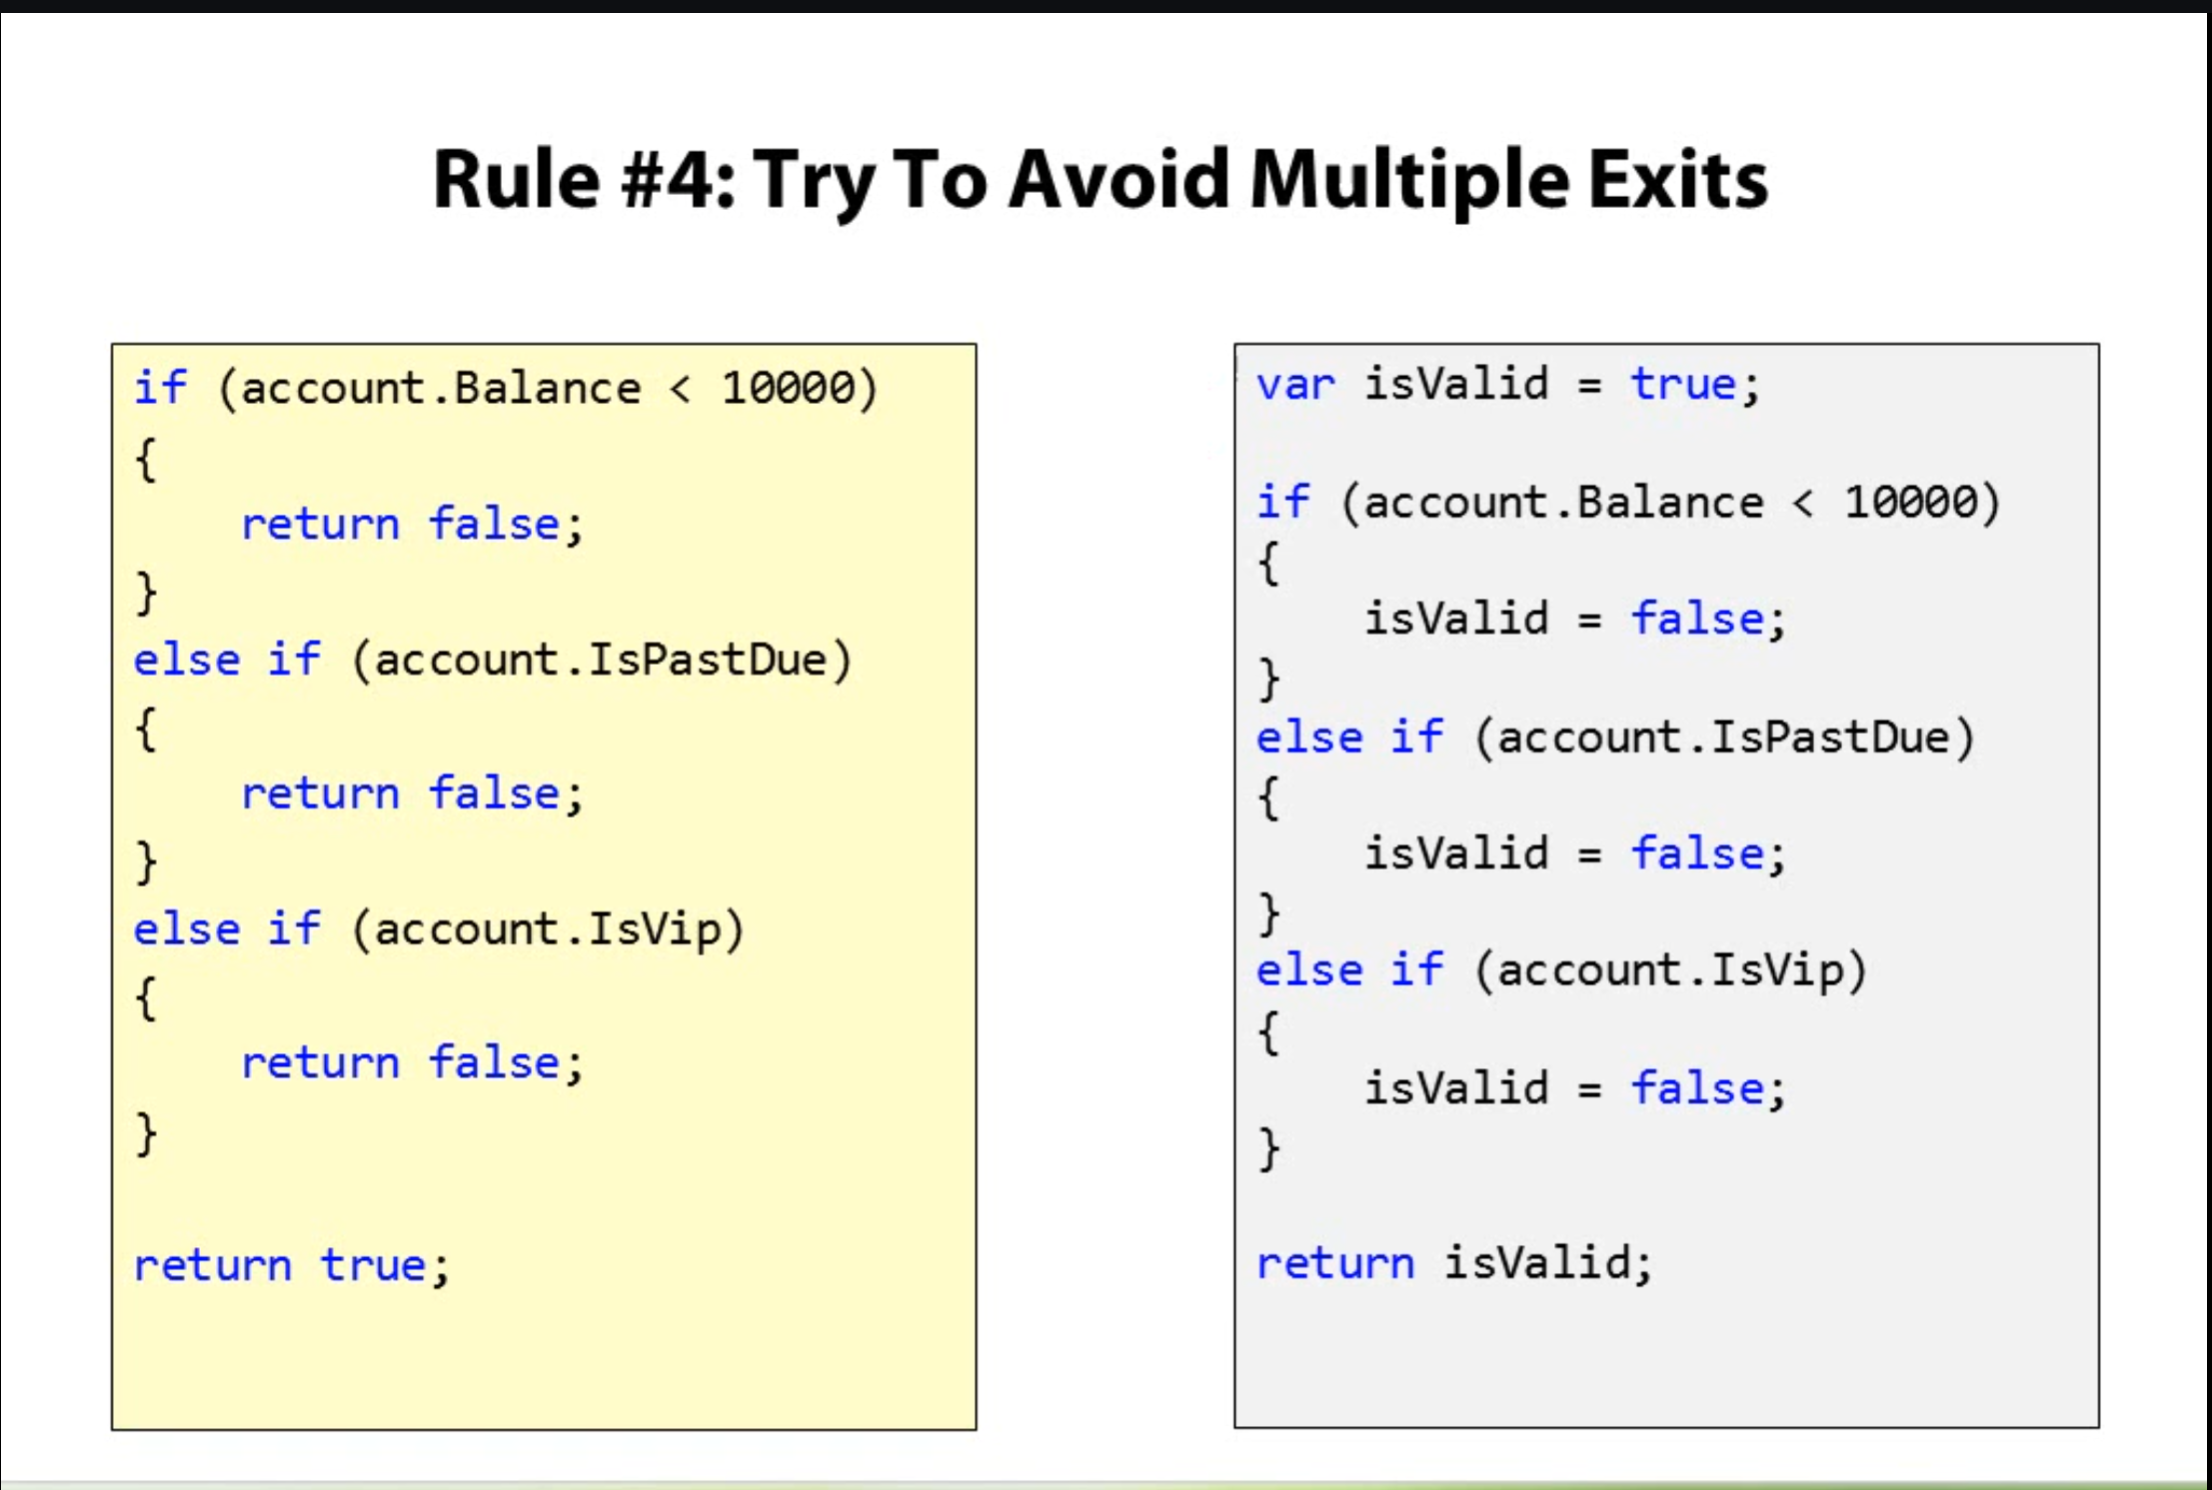 Rule #4: Try To Avoid Multiple Exits
if (account.Balance < 10000)
{
    return false;
}
else if (account.IsPastDue)
{
    return false;
}
else if (account.IsVip)
{
    return false;
}
return true;
var isValid = true;
if (account.Balance < 10000)
{
    isValid = false;
}
else if (account.IsPastDue)
{
    isValid = false;
}
else if (account.IsVip)
{
    isValid = false;
}
return isValid;